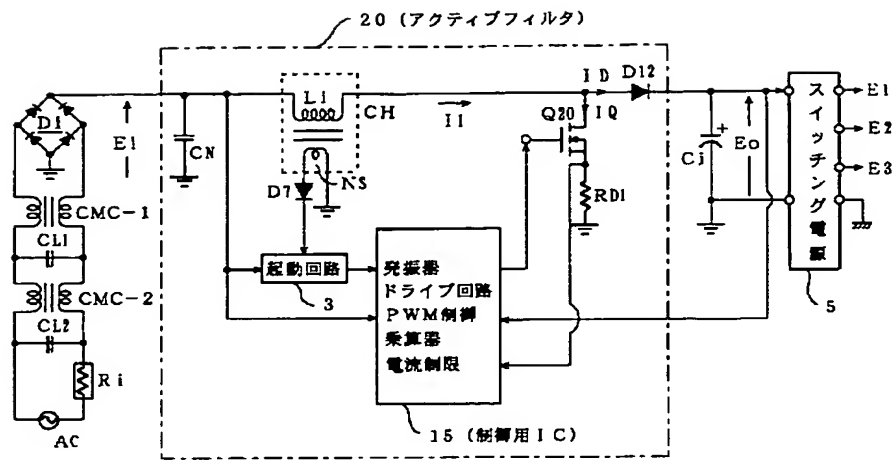 20 (アクティブフィルタ)
D1
E1
CN
L1
CH
I1
ID
D12
IQ
Q20
Cj
+
Eo
スイッチング電源
E1
E2
E3
5
CMC-1
CL1
CMC-2
CL2
Ri
AC
D7
NS
RD1
起動回路
3
発振器
ドライブ回路
PWM制御
乗算器
電流制限
15 (制御用IC)